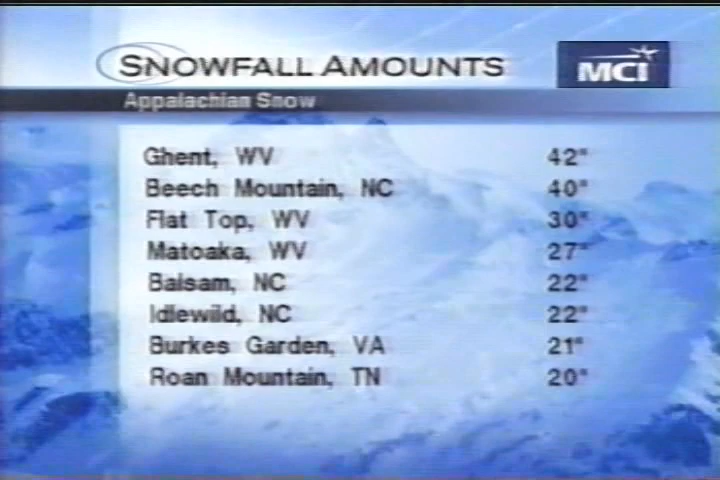 SNOWFALL AMOUNTS
MCI
Appalachian Snow
Ghent, WV 42"
Beech Mountain, NC 40"
Flat Top, WV 30"
Matoaka, WV 27"
Balsam, NC 22"
Idlewild, NC 22"
Burkes Garden, VA 21"
Roan Mountain, TN 20"